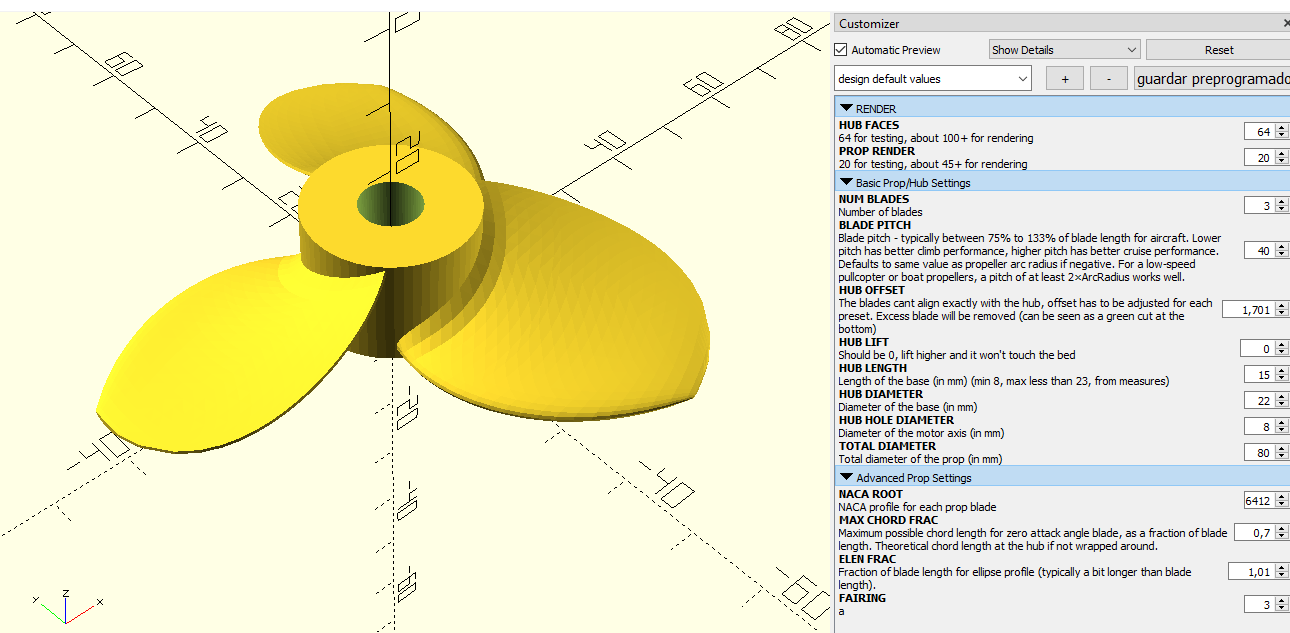 Customizer
Automatic Preview
Show Details
Reset
design default values
+
-
guardar preprogramado
RENDER
HUB FACES
64 for testing, about 100+ for rendering
64
PROP RENDER
20 for testing, about 45+ for rendering
20
Basic Prop/Hub Settings
NUM BLADES
Number of blades
3
BLADE PITCH
Blade pitch - typically between 75% to 133% of blade length for aircraft. Lower
pitch has better climb performance, higher pitch has better cruise performance.
Defaults to same value as propeller arc radius if negative. For a low-speed
pullcopter or boat propellers, a pitch of at least 2×ArcRadius works well.
40
HUB OFFSET
The blades cant align exactly with the hub, offset has to be adjusted for each
preset. Excess blade will be removed (can be seen as a green cut at the
bottom)
1,701
HUB LIFT
Should be 0, lift higher and it won't touch the bed
0
HUB LENGTH
Length of the base (in mm) (min 8, max less than 23, from measures)
15
HUB DIAMETER
Diameter of the base (in mm)
22
HUB HOLE DIAMETER
Diameter of the motor axis (in mm)
8
TOTAL DIAMETER
Total diameter of the prop (in mm)
80
Advanced Prop Settings
NACA ROOT
NACA profile for each prop blade
6412
MAX CHORD FRAC
Maximum possible chord length for zero attack angle blade, as a fraction of blade
length. Theoretical chord length at the hub if not wrapped around.
0,7
ELEN FRAC
Fraction of blade length for ellipse profile (typically a bit longer than blade
length).
1,01
FAIRING
a
3
Y
Z
X